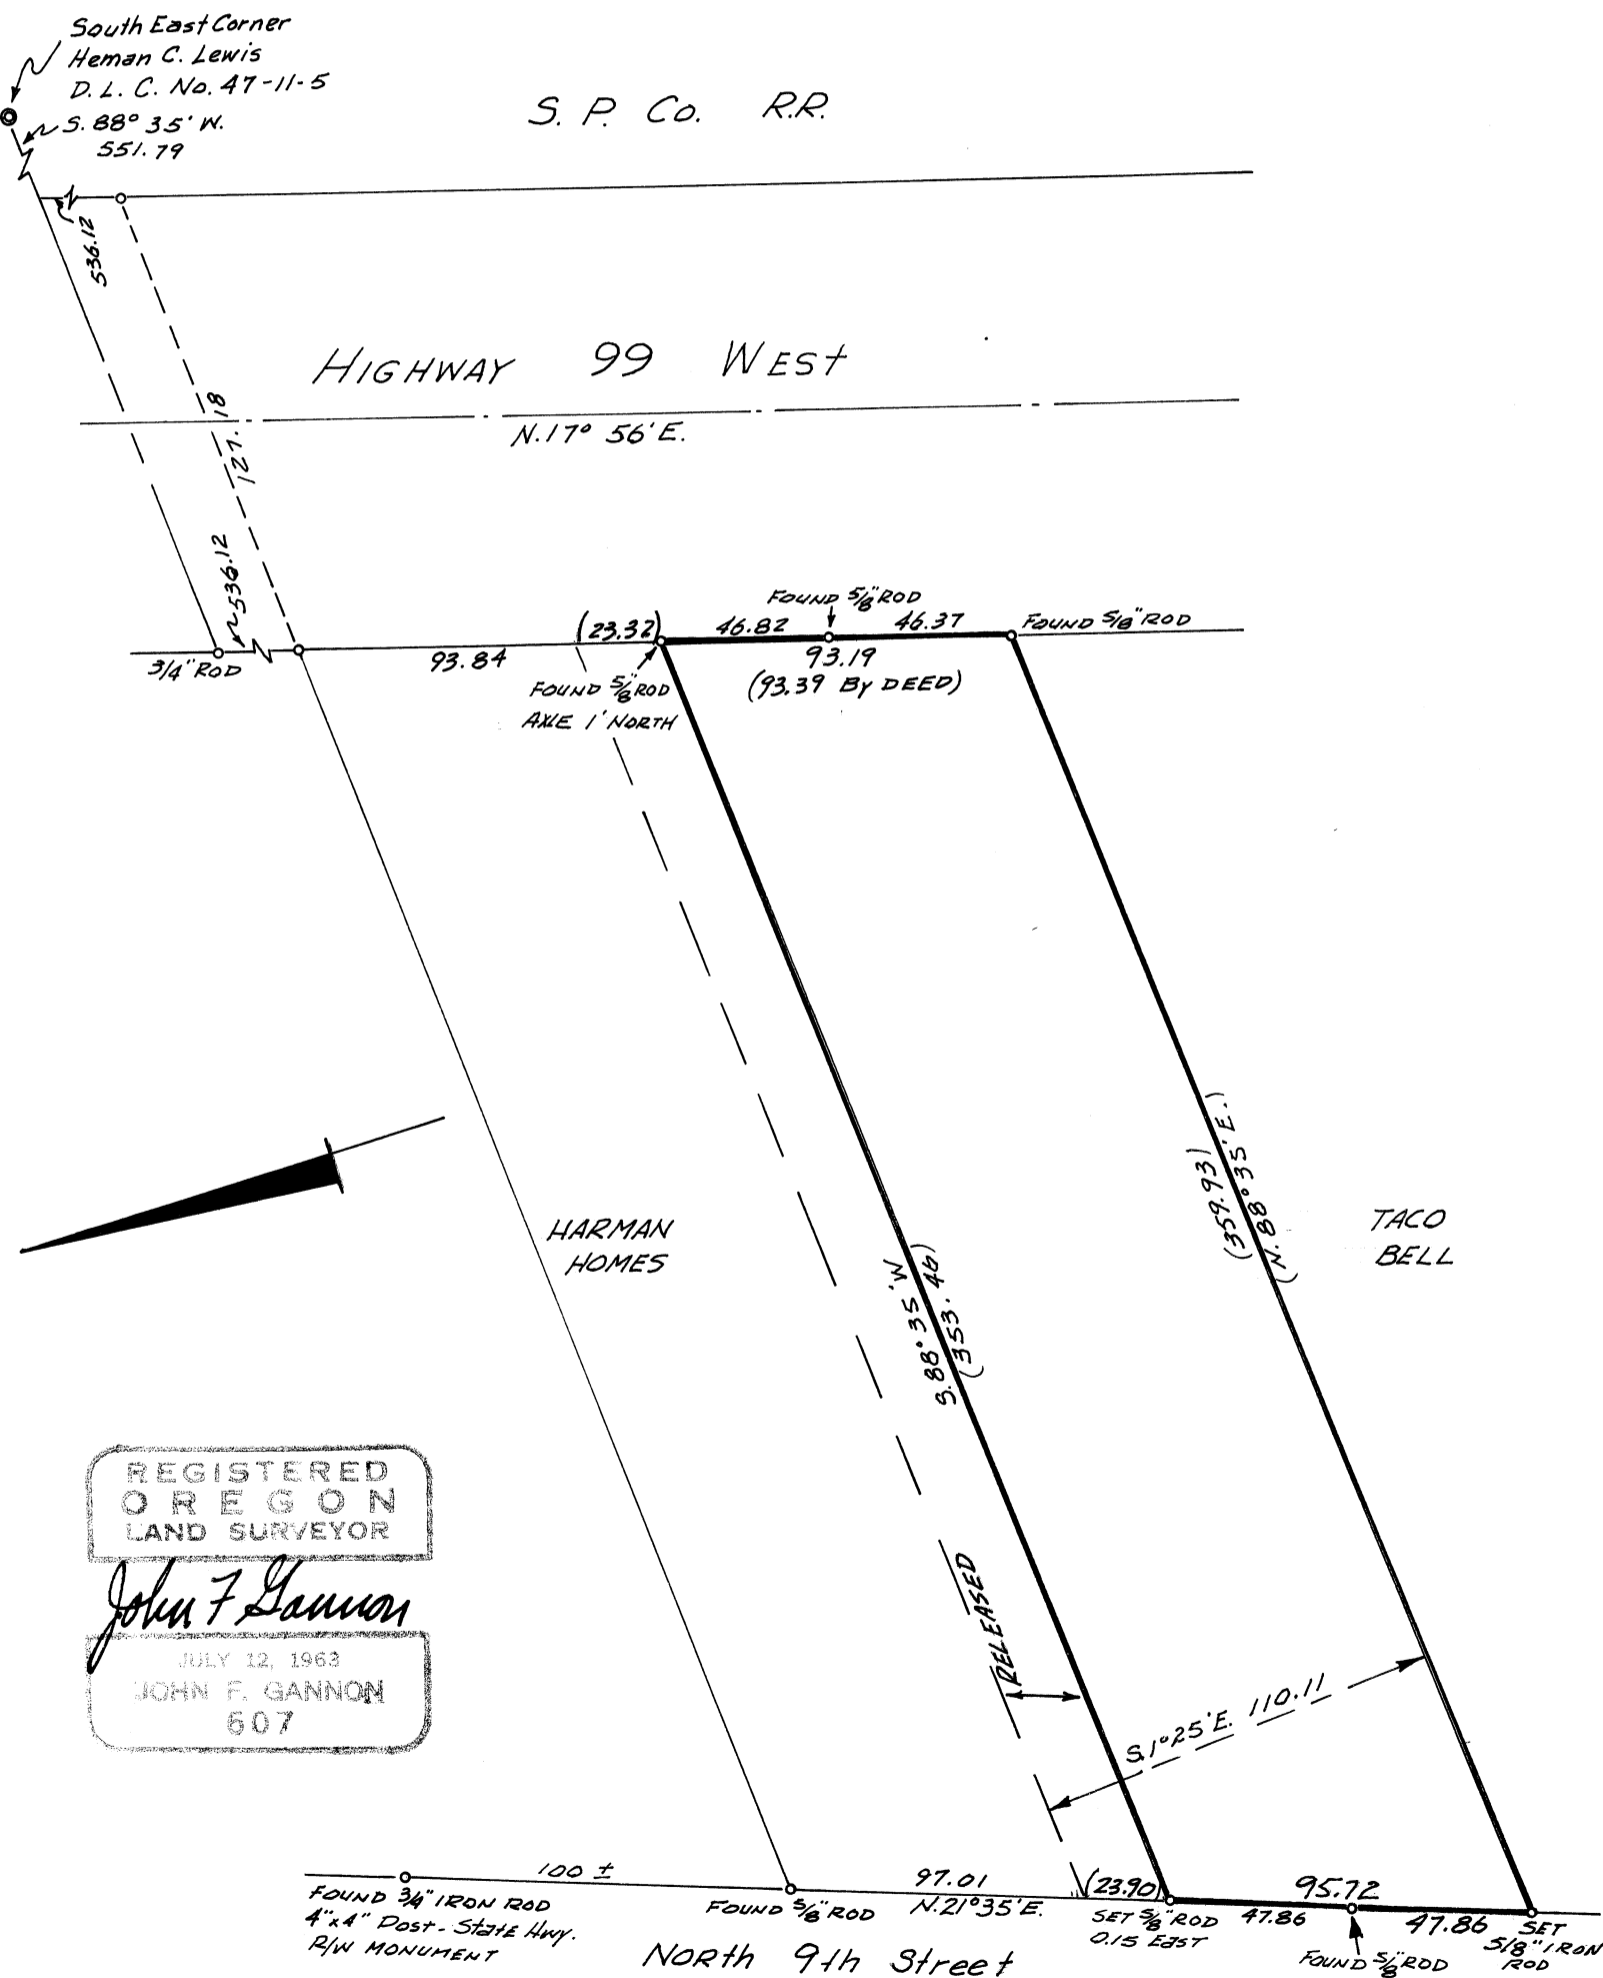 South East Corner
Heman C. Lewis
D. L. C. No. 47-11-5
S. 88° 35' W.
551.79
S. P. Co. R.R.
536.12
HIGHWAY 99 WEST
N. 17° 56' E.
127.18
536.12
3/4" ROD
93.84
(23.32)
FOUND 5/8" ROD
AXLE 1' NORTH
FOUND 5/8" ROD
46.82
46.37
93.19
(93.39 By DEED)
FOUND 5/8" ROD
HARMAN
HOMES
S. 88° 35' W
(353.46)
(359.93)
(N. 88° 35' E.)
TACO
BELL
REGISTERED
OREGON
LAND SURVEYOR
John F Gannon
JULY 12, 1963
JOHN F. GANNON
607
RELEASED
S. 1° 25' E. 110.11
100 ±
FOUND 3/4" IRON ROD
4"x4" Post - State Hwy.
R/W MONUMENT
FOUND 5/8" ROD
97.01
N. 21° 35' E.
(23.90)
SET 5/8" ROD
0.15 EAST
95.72
47.86
47.86
FOUND 5/8" ROD
SET
5/8" IRON
ROD
North 9th Street